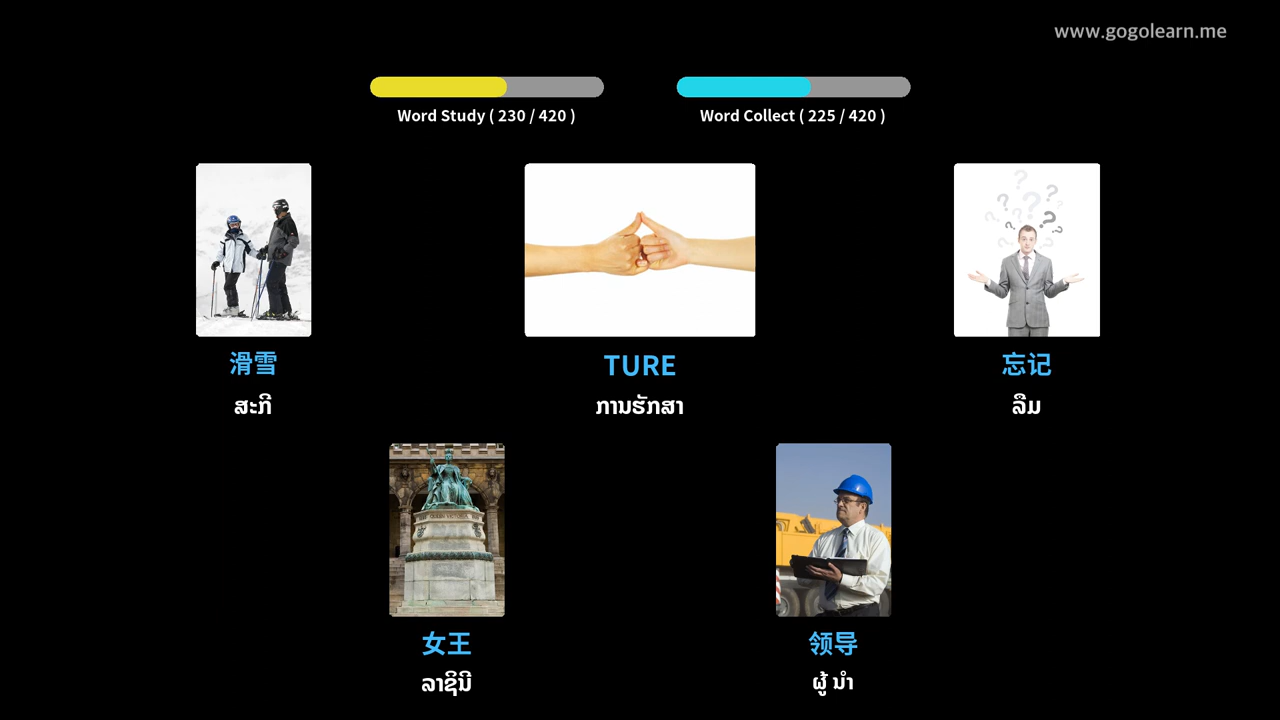 www.gogolearn.me
Word Study ( 230 / 420 )
Word Collect ( 225 / 420 )
滑雪
ສະກີ
TURE
ການຮັກສາ
忘记
ລືມ
女王
ລາຊິນີ
领导
ຜູ້ ນຳ